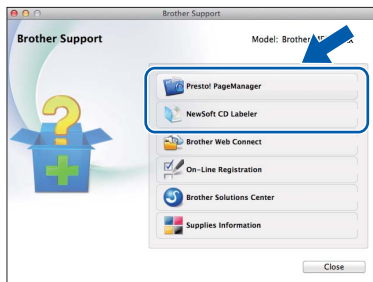 Brother Support
Brother Support
Model: Brother
Presto! PageManager
NewSoft CD Labeler
Brother Web Connect
On-Line Registration
Brother Solutions Center
Supplies Information
Close